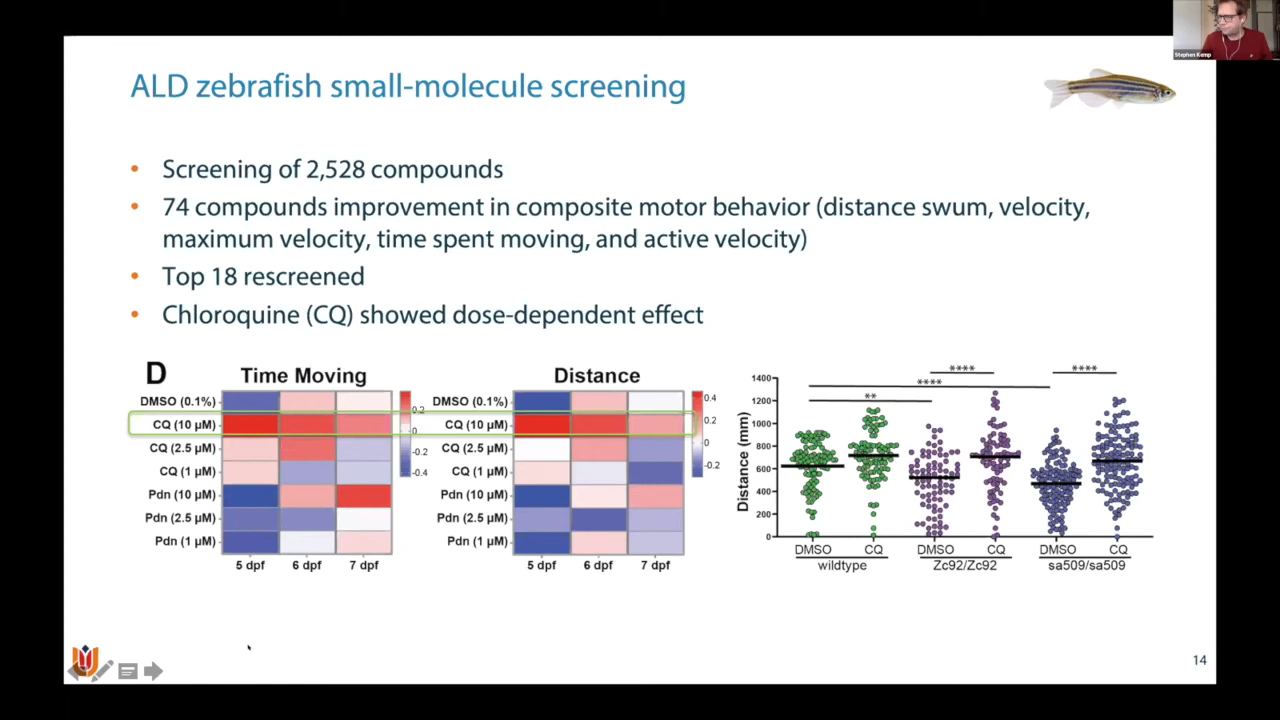 Stephen Kemp
ALD zebrafish small-molecule screening
• Screening of 2,528 compounds
• 74 compounds improvement in composite motor behavior (distance swum, velocity,
maximum velocity, time spent moving, and active velocity)
• Top 18 rescreened
• Chloroquine (CQ) showed dose-dependent effect
D
Time Moving
DMSO (0.1%)
CQ (10 μM)
CQ (2.5 μM)
CQ (1 μM)
Pdn (10 μM)
Pdn (2.5 μM)
Pdn (1 μM)
5 dpf 6 dpf 7 dpf
0.2
0
-0.2
-0.4
Distance
DMSO (0.1%)
CQ (10 μM)
CQ (2.5 μM)
CQ (1 μM)
Pdn (10 μM)
Pdn (2.5 μM)
Pdn (1 μM)
5 dpf 6 dpf 7 dpf
0.4
0.2
0
-0.2
Distance (mm)
1400
1200
1000
800
600
400
200
0
**** ****
****
**
DMSO CQ DMSO CQ DMSO CQ
wildtype Zc92/Zc92 sa509/sa509
14